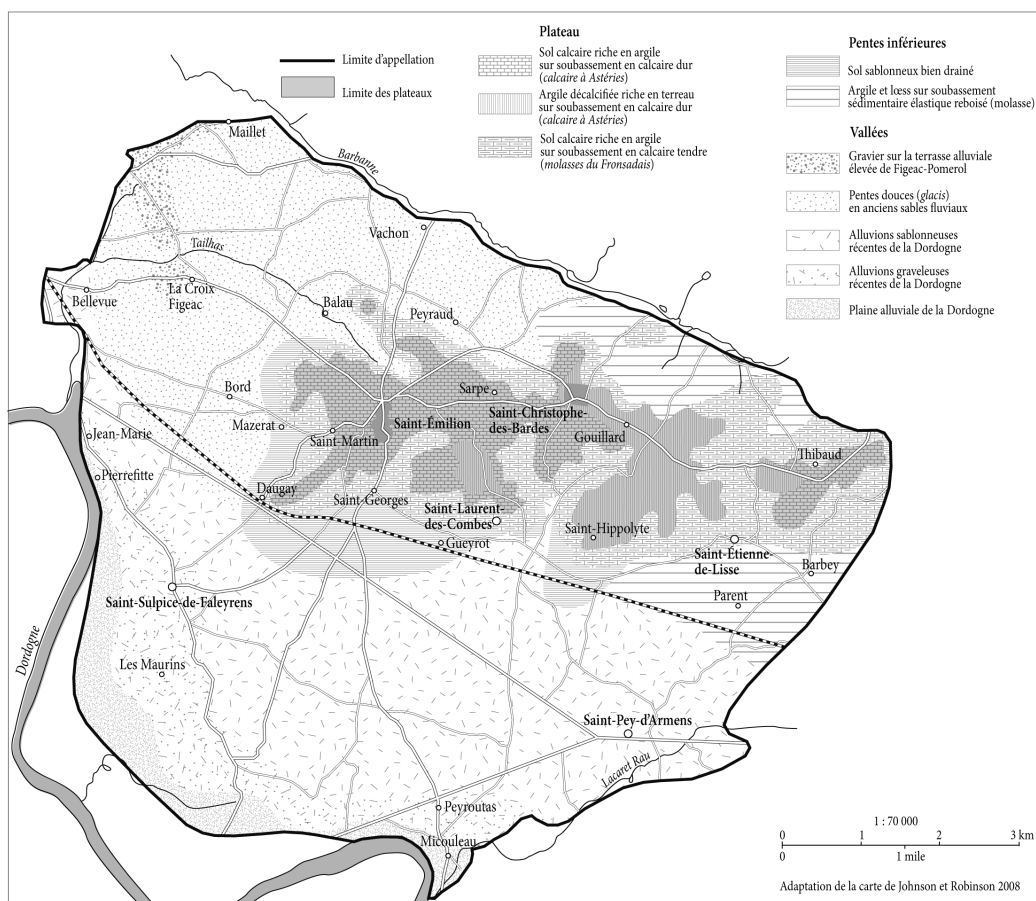 Limite d'appellation
Limite des plateaux
Plateau
Sol calcaire riche en argile
sur soubassement en calcaire dur
(calcaire à Astéries)
Argile décalcifiée riche en terreau
sur soubassement en calcaire dur
(calcaire à Astéries)
Sol calcaire riche en argile
sur soubassement en calcaire tendre
(molasses du Fronsadais)
Pentes inférieures
Sol sablonneux bien drainé
Argile et lœss sur soubassement
sédimentaire élastique reboisé (molasse)
Vallées
Gravier sur la terrasse alluviale
élevée de Figeac-Pomerol
Pentes douces (glacis)
en anciens sables fluviaux
Alluvions sablonneuses
récentes de la Dordogne
Alluvions graveleuses
récentes de la Dordogne
Plaine alluviale de la Dordogne
Maillet
Barbanne
Vachon
Tailhas
Bellevue
La Croix
Figeac
Balau
Peyraud
Bord
Sarpe
Mazerat
Saint-Martin
Saint-Émilion
Saint-Christophe-
des-Bardes
Gouillard
Jean-Marie
Pierrefitte
Thibaud
Daugay
Saint-Georges
Saint-Laurent-
des-Combes
Gueyrot
Saint-Hippolyte
Saint-Étienne-
de-Lisse
Barbey
Parent
Saint-Sulpice-de-Faleyrens
Dordogne
Les Maurins
Saint-Pey-d'Armens
Lacaret Rau
Peyroutas
Micouleau
1 : 70 000
0 1 2 3 km
0 1 mile
Adaptation de la carte de Johnson et Robinson 2008